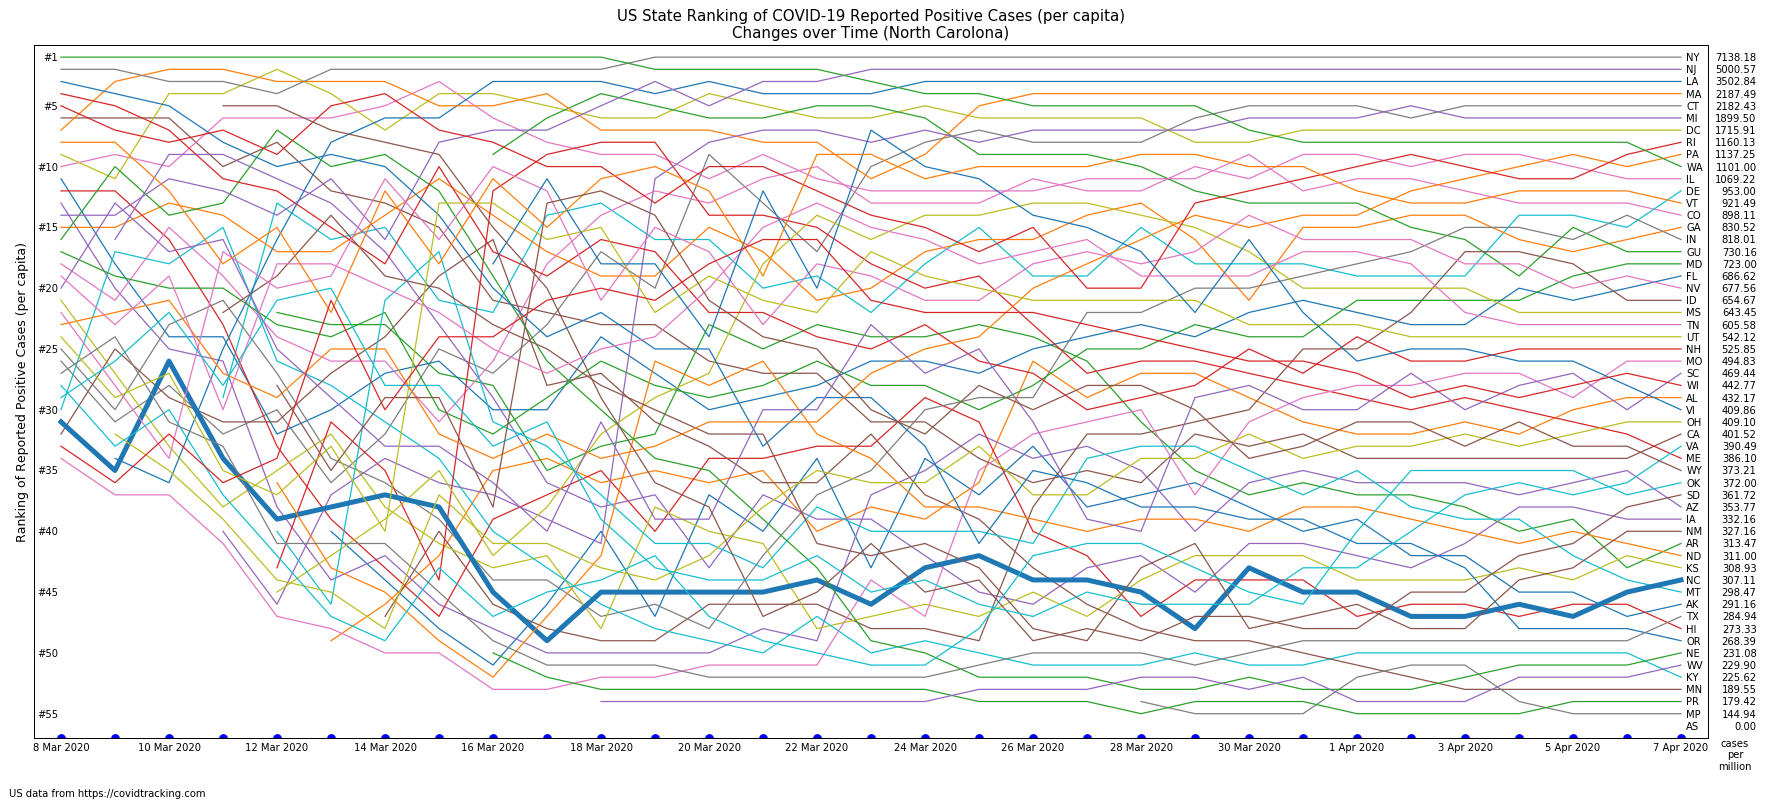 US State Ranking of COVID-19 Reported Positive Cases (per capita)
Changes over Time (North Carolona)
Ranking of Reported Positive Cases (per capita)
#1
#5
#10
#15
#20
#25
#30
#35
#40
#45
#50
#55
NY 7138.18
NJ 5000.57
LA 3502.84
MA 2187.49
CT 2182.43
MI 1899.50
DC 1715.91
RI 1160.13
PA 1137.25
WA 1101.00
IL 1069.22
DE 953.00
VT 921.49
CO 898.11
GA 830.52
IN 818.01
GU 730.16
MD 723.00
FL 686.62
NV 677.56
ID 654.67
MS 643.45
TN 605.58
UT 542.12
NH 525.85
MO 494.83
SC 469.44
WI 442.77
AL 432.17
VI 409.86
OH 409.10
CA 401.52
VA 390.49
ME 386.10
WY 373.21
OK 372.00
SD 361.72
AZ 353.77
IA 332.16
NM 327.16
AR 313.47
ND 311.00
KS 308.93
NC 307.11
MT 298.47
AK 291.16
TX 284.94
HI 273.33
OR 268.39
NE 231.08
WV 229.90
KY 225.62
MN 189.55
PR 179.42
MP 144.94
AS 0.00
8 Mar 2020 10 Mar 2020 12 Mar 2020 14 Mar 2020 16 Mar 2020 18 Mar 2020 20 Mar 2020 22 Mar 2020 24 Mar 2020 26 Mar 2020 28 Mar 2020 30 Mar 2020 1 Apr 2020 3 Apr 2020 5 Apr 2020 7 Apr 2020
cases
per
million
US data from https://covidtracking.com